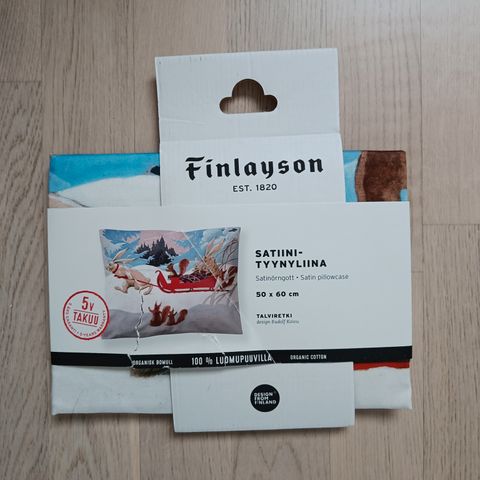 Finlayson
EST. 1820
SATIINI-
TYYNYLIINA
Satinörngott • Satin pillowcase
50 x 60 cm
TALVIRETKI
design Rudolf Koivu
5v
TAKUU
ORGANISK BOMULL
100 % LUOMUPUUVILLA
ORGANIC COTTON
DESIGN
FROM
FINLAND